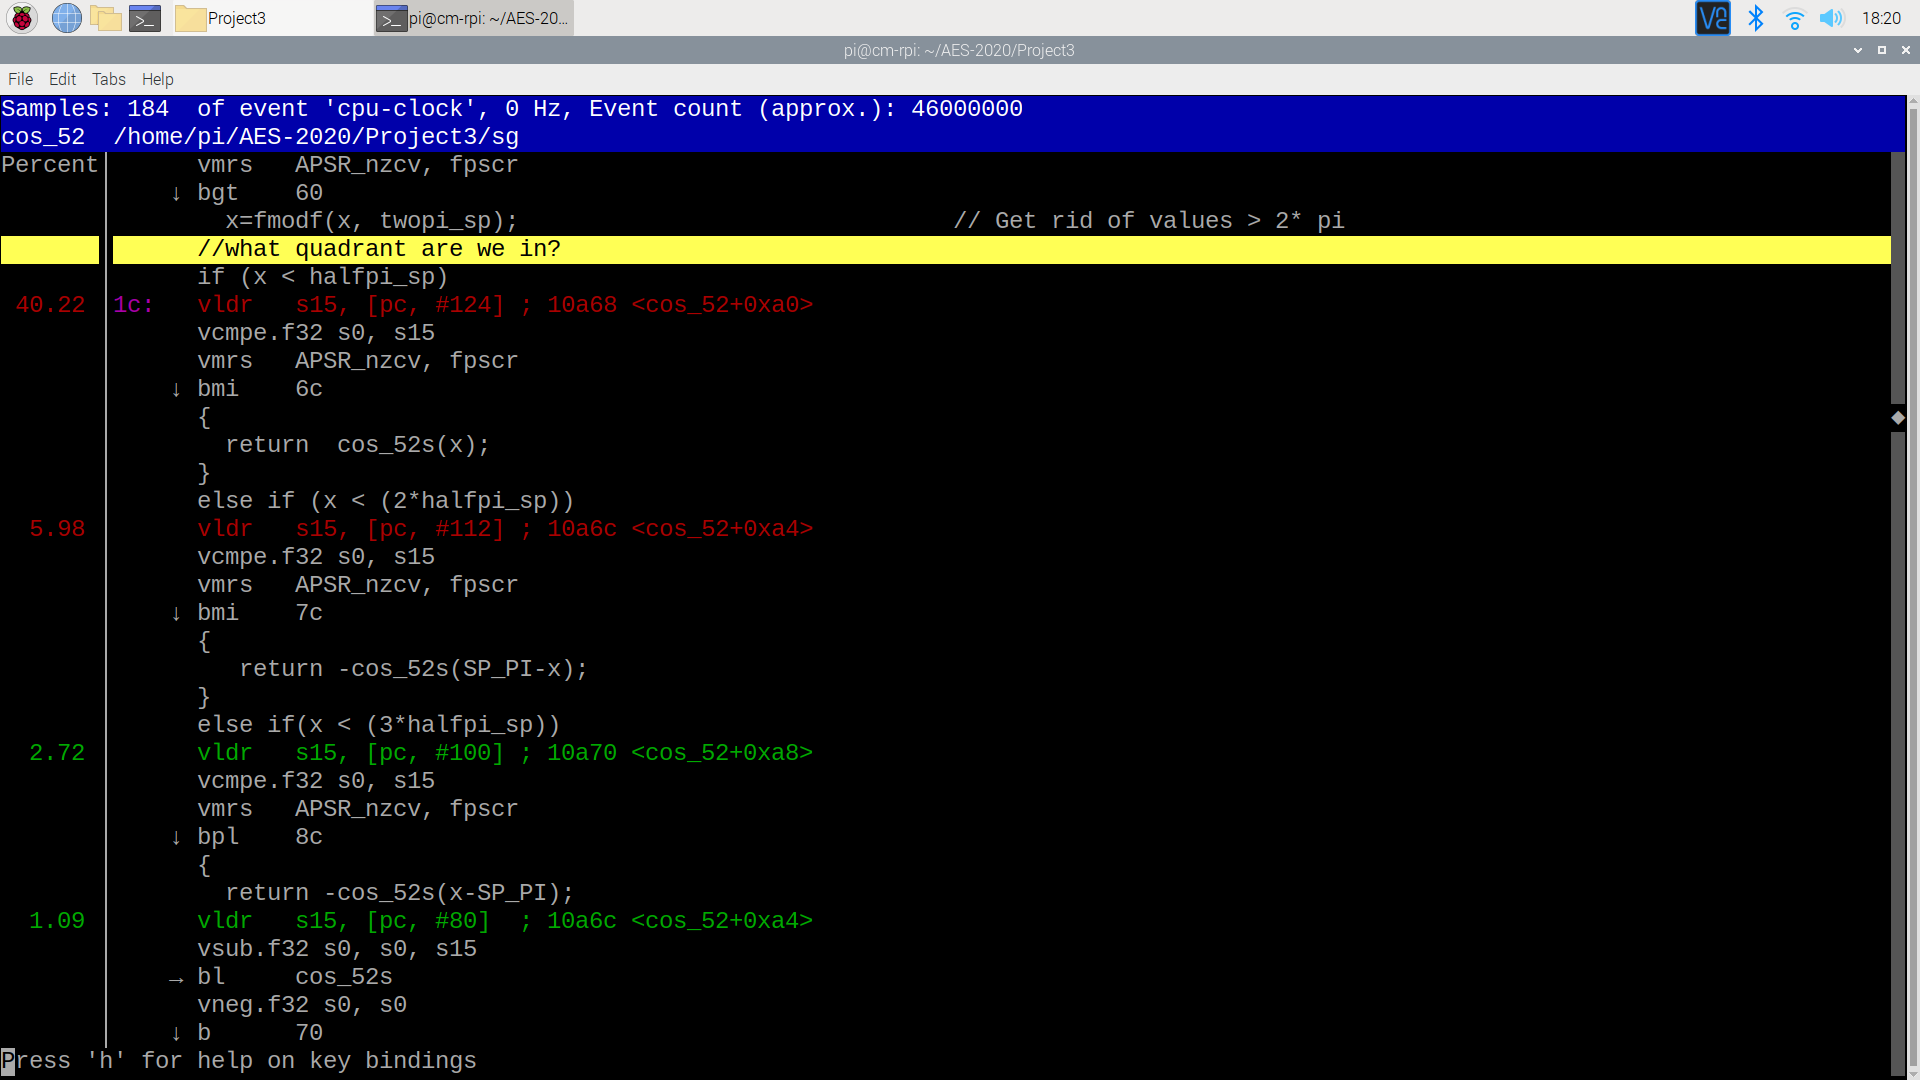 Project3
pi@cm-rpi: ~/AES-20...
V2
18:20
pi@cm-rpi: ~/AES-2020/Project3
File Edit Tabs Help
Samples: 184  of event 'cpu-clock', 0 Hz, Event count (approx.): 46000000
cos_52  /home/pi/AES-2020/Project3/sg
Percent       vmrs   APSR_nzcv, fpscr
↓ bgt    60
x=fmodf(x, twopi_sp);                               // Get rid of values > 2* pi
//what quadrant are we in?
if (x < halfpi_sp)
40.22  1c:   vldr   s15, [pc, #124] ; 10a68 <cos_52+0xa0>
vcmpe.f32 s0, s15
vmrs   APSR_nzcv, fpscr
↓ bmi    6c
{
return  cos_52s(x);
}
else if (x < (2*halfpi_sp))
5.98        vldr   s15, [pc, #112] ; 10a6c <cos_52+0xa4>
vcmpe.f32 s0, s15
vmrs   APSR_nzcv, fpscr
↓ bmi    7c
{
return -cos_52s(SP_PI-x);
}
else if(x < (3*halfpi_sp))
2.72        vldr   s15, [pc, #100] ; 10a70 <cos_52+0xa8>
vcmpe.f32 s0, s15
vmrs   APSR_nzcv, fpscr
↓ bpl    8c
{
return -cos_52s(x-SP_PI);
1.09        vldr   s15, [pc, #80]  ; 10a6c <cos_52+0xa4>
vsub.f32 s0, s0, s15
→ bl     cos_52s
vneg.f32 s0, s0
↓ b      70
Press 'h' for help on key bindings